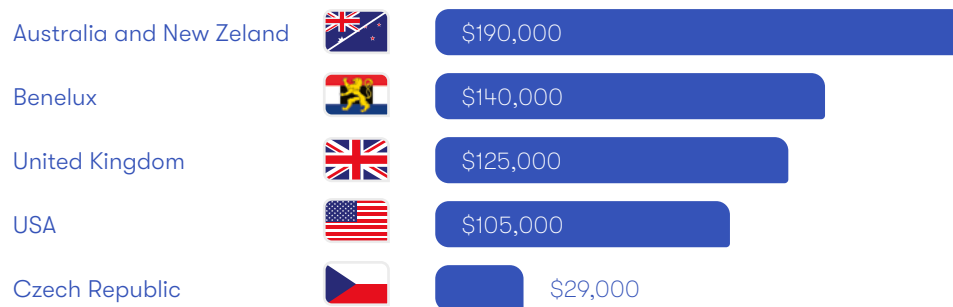 Australia and New Zeland $190,000
Benelux $140,000
United Kingdom $125,000
USA $105,000
Czech Republic $29,000